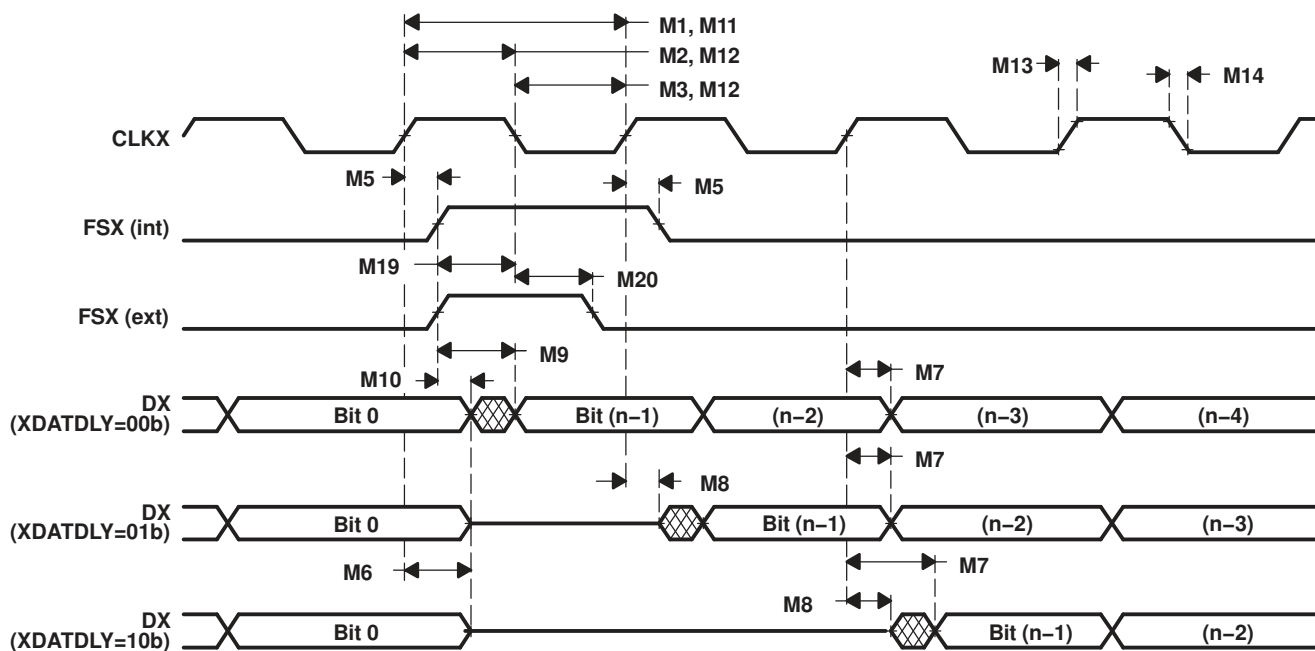 M1, M11
M2, M12
M3, M12
M13
M14
CLKX
M5
M5
FSX (int)
M19
M20
FSX (ext)
M9
M10
M7
DX
(XDATDLY=00b)
Bit 0
Bit (n−1)
(n−2)
(n−3)
(n−4)
M7
M8
DX
(XDATDLY=01b)
Bit 0
Bit (n−1)
(n−2)
(n−3)
M6
M7
M8
DX
(XDATDLY=10b)
Bit 0
Bit (n−1)
(n−2)